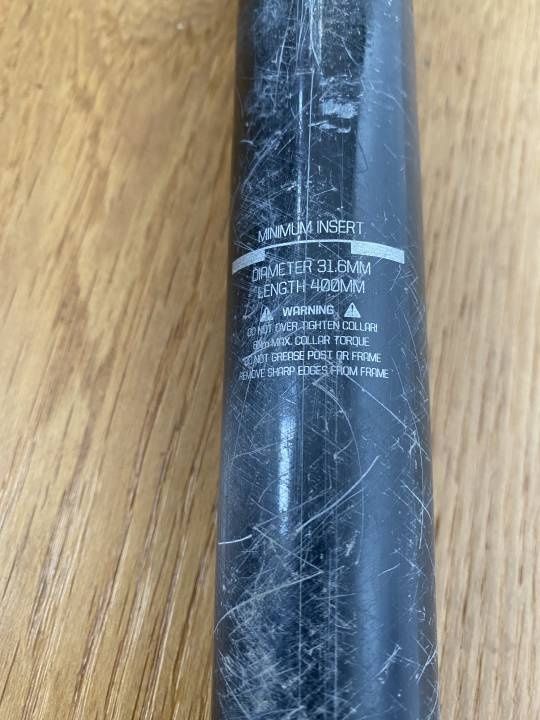 MINIMUM INSERT
DIAMETER 31.6MM
LENGTH 400MM
WARNING
DO NOT OVER-TIGHTEN COLLAR!
MAX. COLLAR TORQUE
DO NOT GREASE POST OR FRAME
REMOVE SHARP EDGES FROM FRAME